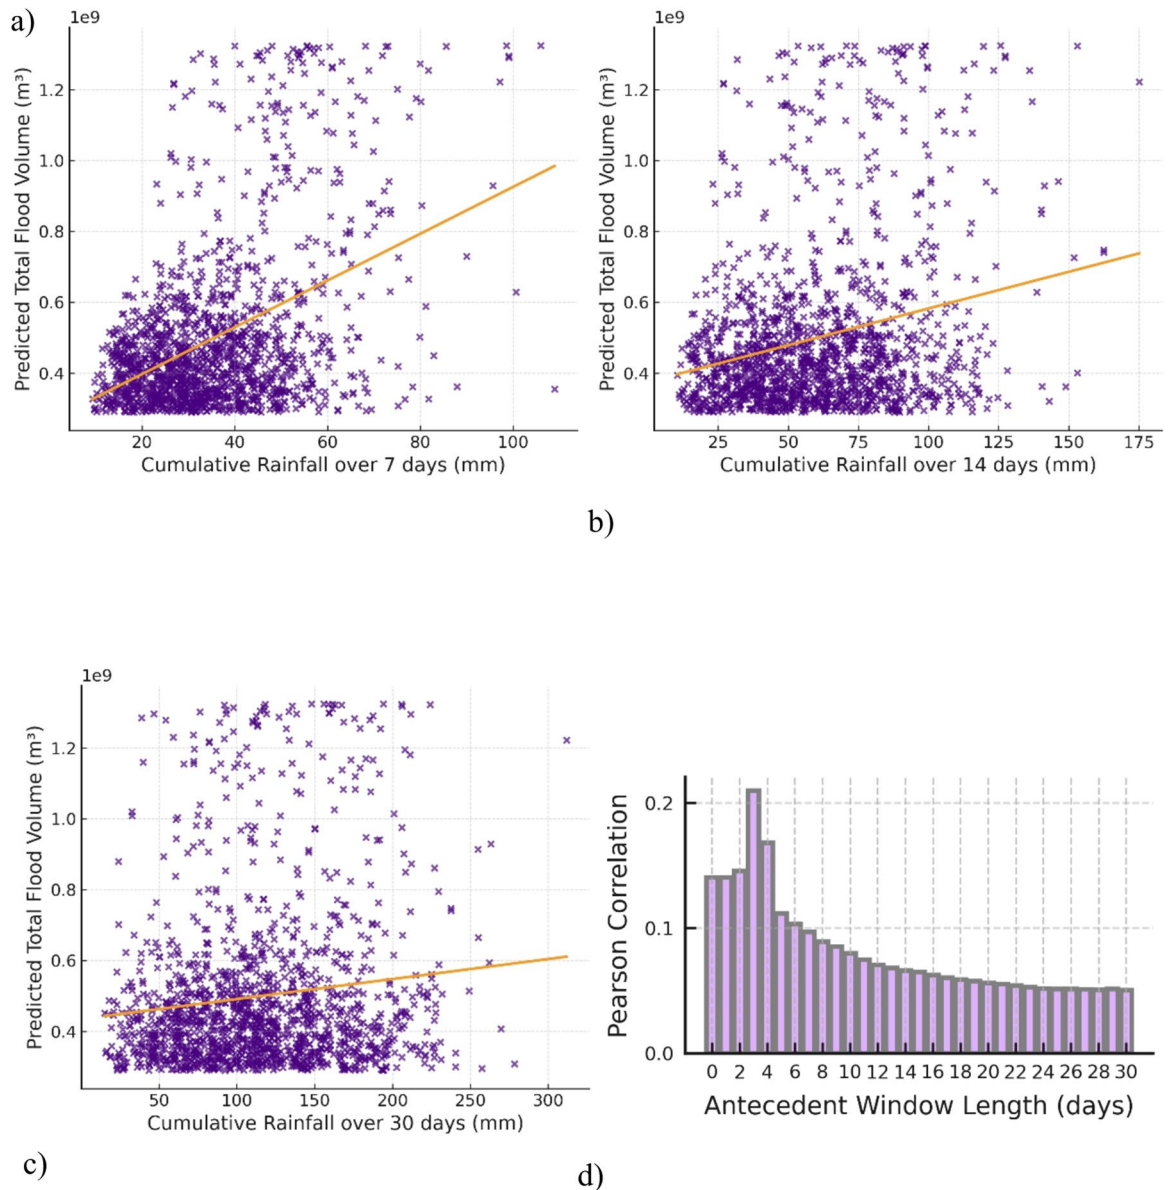 a)
1e9
Predicted Total Flood Volume (m³)
1.2
1.0
0.8
0.6
0.4
20 40 60 80 100
Cumulative Rainfall over 7 days (mm)
1e9
Predicted Total Flood Volume (m³)
1.2
1.0
0.8
0.6
0.4
25 50 75 100 125 150 175
Cumulative Rainfall over 14 days (mm)
b)
1e9
Predicted Total Flood Volume (m³)
1.2
1.0
0.8
0.6
0.4
50 100 150 200 250 300
Cumulative Rainfall over 30 days (mm)
c)
Pearson Correlation
0.2
0.1
0.0
0 2 4 6 8 10 12 14 16 18 20 22 24 26 28 30
Antecedent Window Length (days)
d)